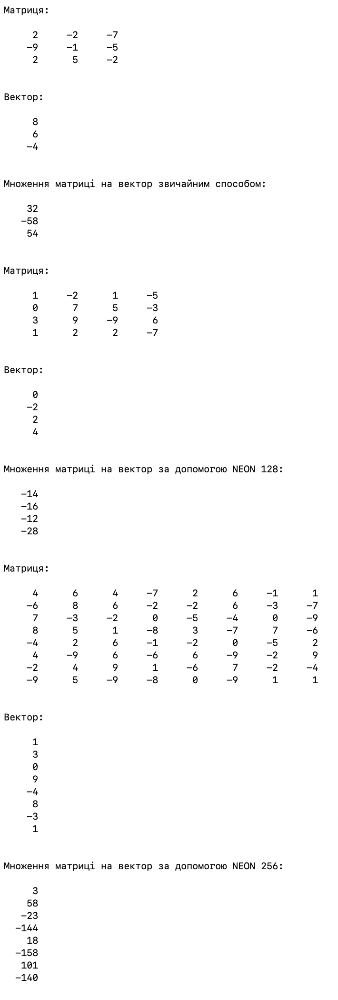 Матриця:
2 −2 −7
−9 −1 −5
2 5 −2
Вектор:
8
6
−4
Множення матриці на вектор звичайним способом:
32
−58
54
Матриця:
1 −2 1 −5
0 7 5 −3
3 9 −9 6
1 2 2 −7
Вектор:
0
−2
2
4
Множення матриці на вектор за допомогою NEON 128:
−14
−16
−12
−28
Матриця:
4 6 4 −7 2 6 −1 1
−6 8 6 −2 −2 6 −3 −7
7 −3 −2 0 −5 −4 0 −9
8 5 1 −8 3 −7 7 −6
−4 2 6 −1 −2 0 −5 2
4 −9 6 −6 6 −9 −2 9
−2 4 9 1 −6 7 −2 −4
−9 5 −9 −8 0 −9 1 1
Вектор:
1
3
0
9
−4
8
−3
1
Множення матриці на вектор за допомогою NEON 256:
3
58
−23
−144
18
−158
101
−140